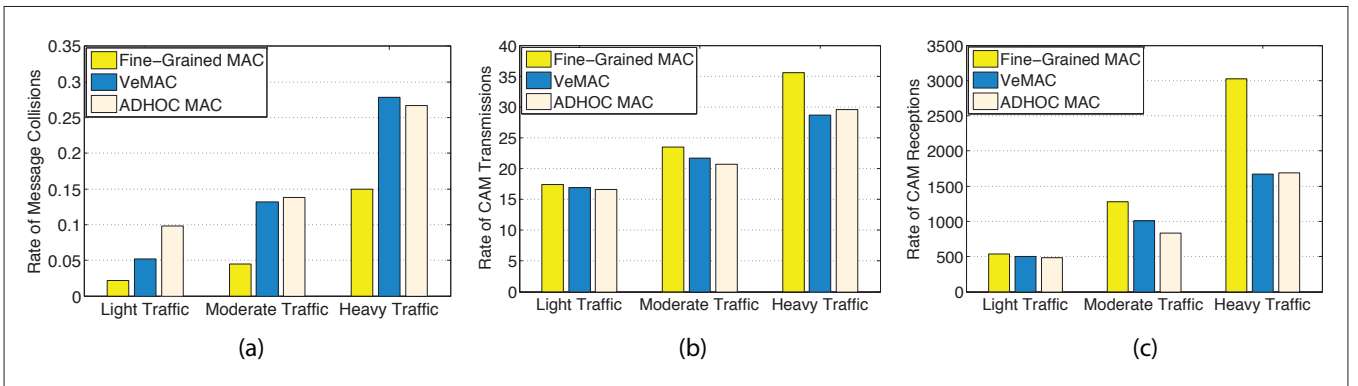 Rate of Message Collisions
0.35
0.3
0.25
0.2
0.15
0.1
0.05
0
Fine-Grained MAC
VeMAC
ADHOC MAC
Light Traffic Moderate Traffic Heavy Traffic
(a)
Rate of CAM Transmissions
40
35
30
25
20
15
10
5
0
Fine-Grained MAC
VeMAC
ADHOC MAC
Light Traffic Moderate Traffic Heavy Traffic
(b)
Rate of CAM Receptions
3500
3000
2500
2000
1500
1000
500
0
Fine-Grained MAC
VeMAC
ADHOC MAC
Light Traffic Moderate Traffic Heavy Traffic
(c)